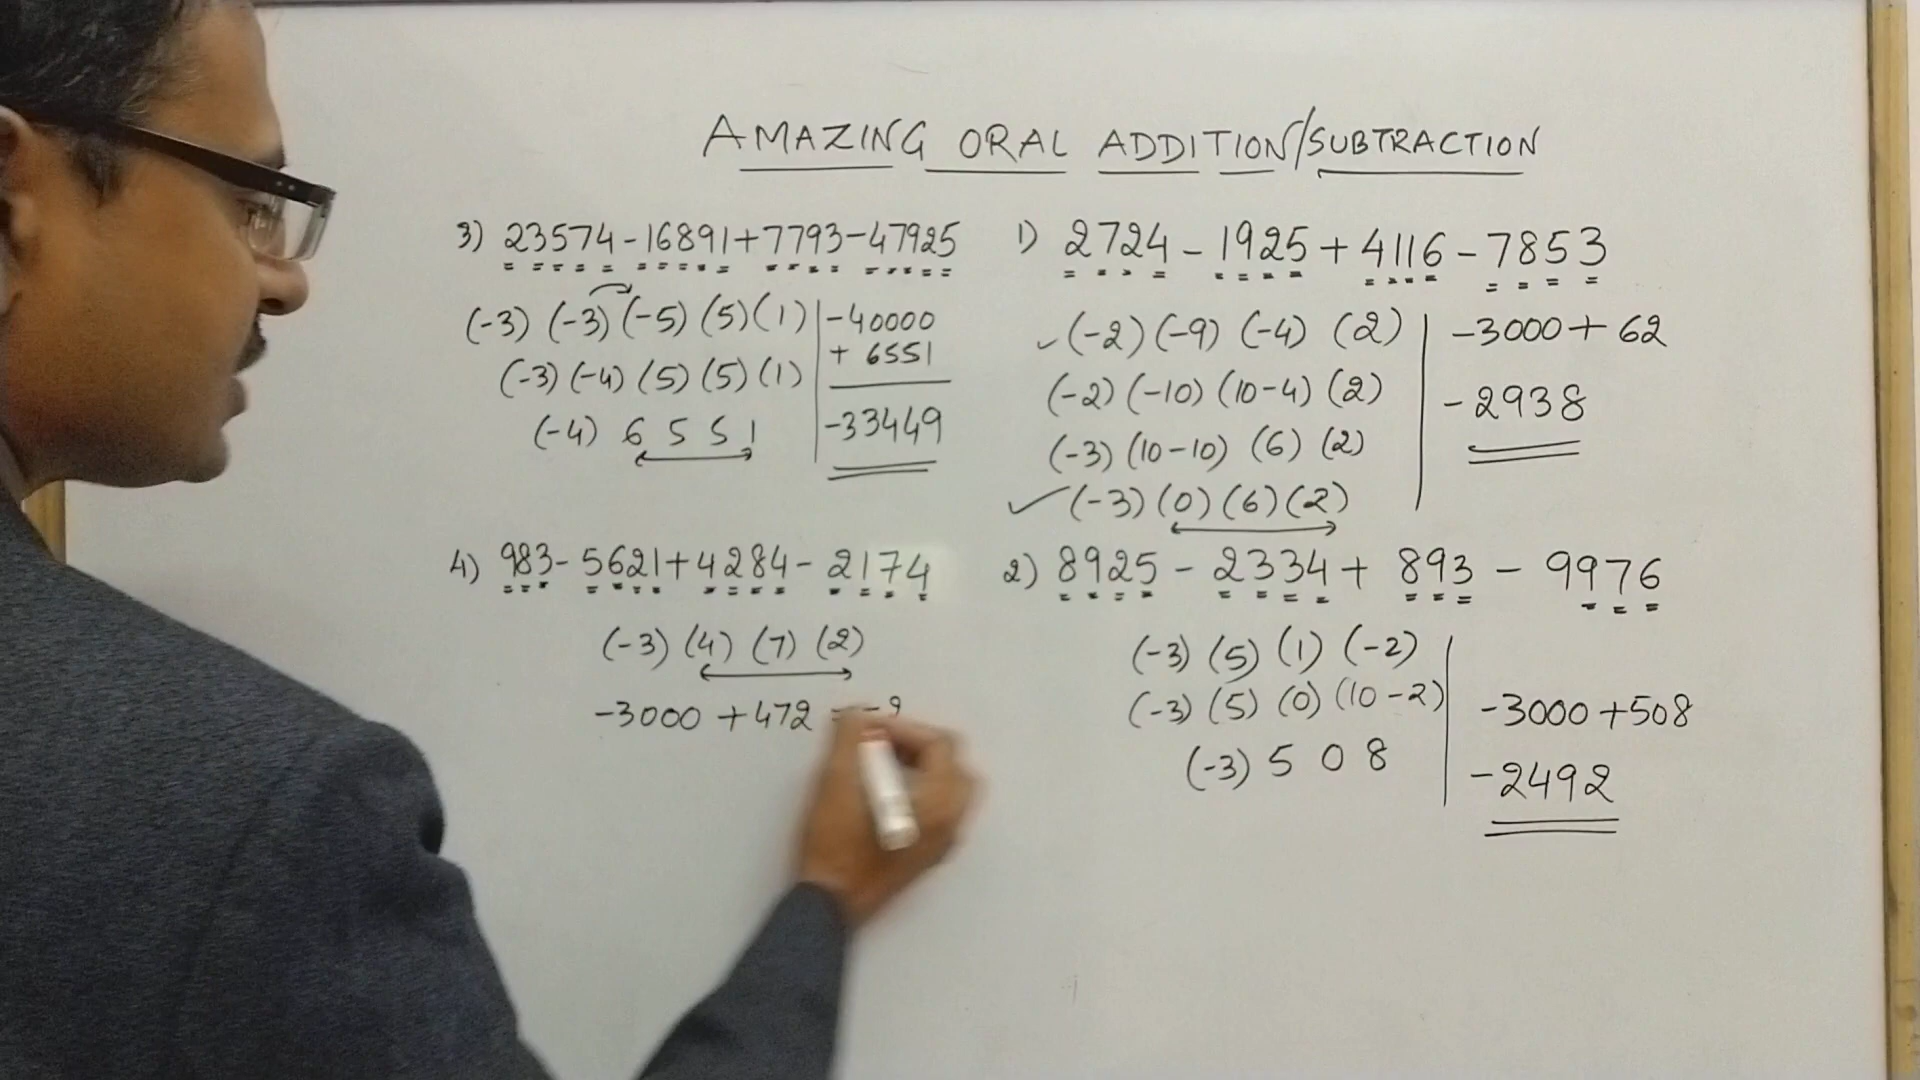 AMAZING ORAL ADDITION/SUBTRACTION
3) 23574 - 16891 + 7793 - 47925
(-3) (-3) (-5) (5) (1) | -40000
+ 6551
(-3) (-4) (5) (5) (1)
(-4) 6 5 5 1 | -33449
1) 2724 - 1925 + 4116 - 7853
✓(-2) (-9) (-4) (2) | -3000 + 62
(-2) (-10) (10-4) (2)
-2938
(-3) (10-10) (6) (2)
✓(-3) (0) (6) (2)
4) 983 - 5621 + 4284 - 2174
(-3) (4) (7) (2)
-3000 + 472 = -2
2) 8925 - 2334 + 893 - 9976
(-3) (5) (1) (-2)
(-3) (5) (0) (10-2) | -3000 + 508
(-3) 5 0 8
-2492